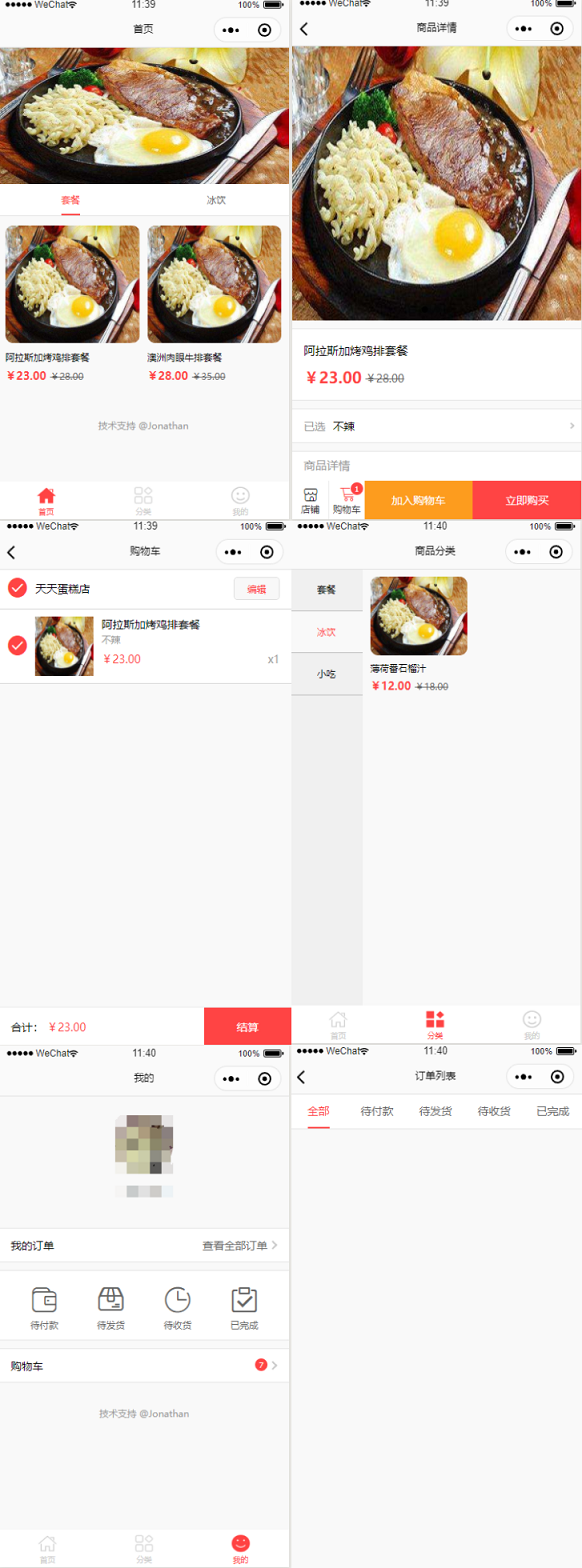 ●●●●● WeChat 11:39 100%
首页
套餐 冰饮
阿拉斯加烤鸡排套餐 澳洲肉眼牛排套餐
￥23.00 ￥28.00 ￥28.00 ￥35.00
技术支持 @Jonathan
首页 分类 我的
●●●●● WeChat 11:39 100%
商品详情
阿拉斯加烤鸡排套餐
￥23.00 ￥28.00
已选 不辣
商品详情
店铺 购物车 1 加入购物车 立即购买
●●●●● WeChat 11:39 100%
购物车
天天蛋糕店 编辑
阿拉斯加烤鸡排套餐
不辣
￥23.00 x1
合计： ￥23.00 结算
●●●●● WeChat 11:40 100%
商品分类
套餐
冰饮
小吃
薄荷番石榴汁
￥12.00 ￥18.00
首页 分类 我的
●●●●● WeChat 11:40 100%
我的
我的订单 查看全部订单
待付款 待发货 待收货 已完成
购物车 7
技术支持 @Jonathan
首页 分类 我的
●●●●● WeChat 11:40 100%
订单列表
全部 待付款 待发货 待收货 已完成